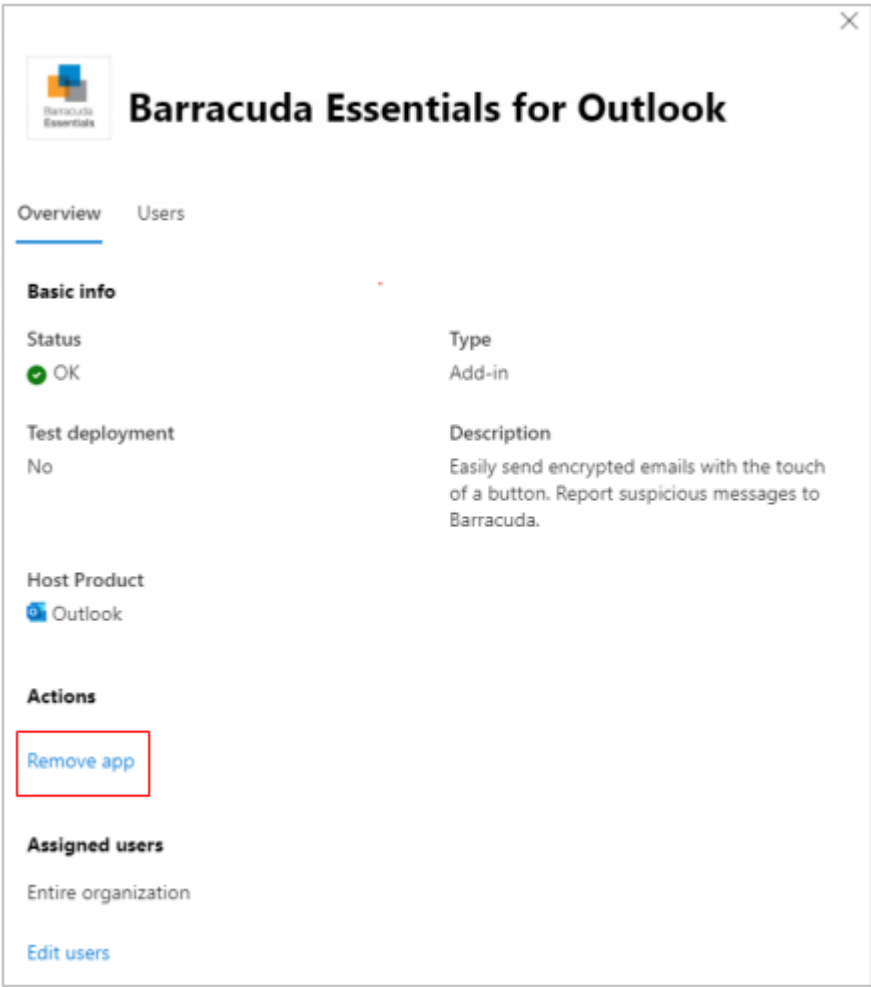 Barracuda
Essentials
Barracuda Essentials for Outlook
Overview Users
Basic info
Status Type
OK Add-in
Test deployment Description
No Easily send encrypted emails with the touch
of a button. Report suspicious messages to
Barracuda.
Host Product
Outlook
Actions
Remove app
Assigned users
Entire organization
Edit users